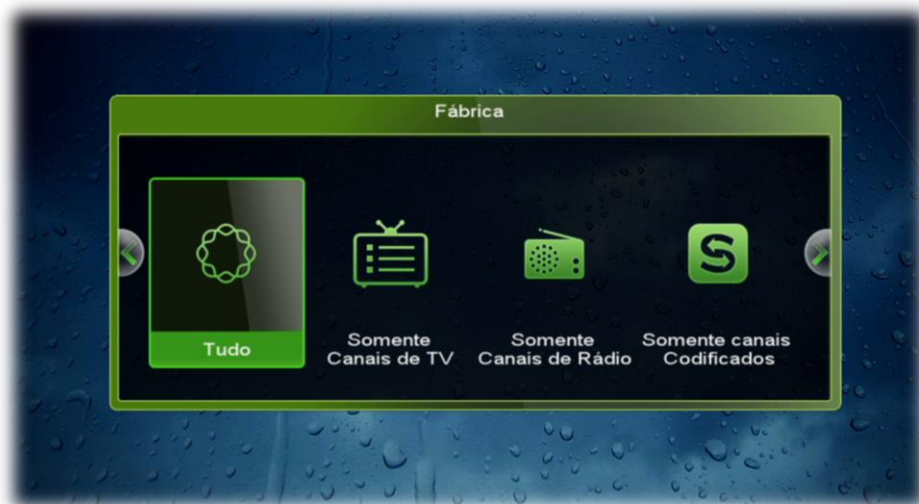 Fábrica
Tudo
Somente
Canais de TV
Somente
Canais de Rádio
Somente canais
Codificados